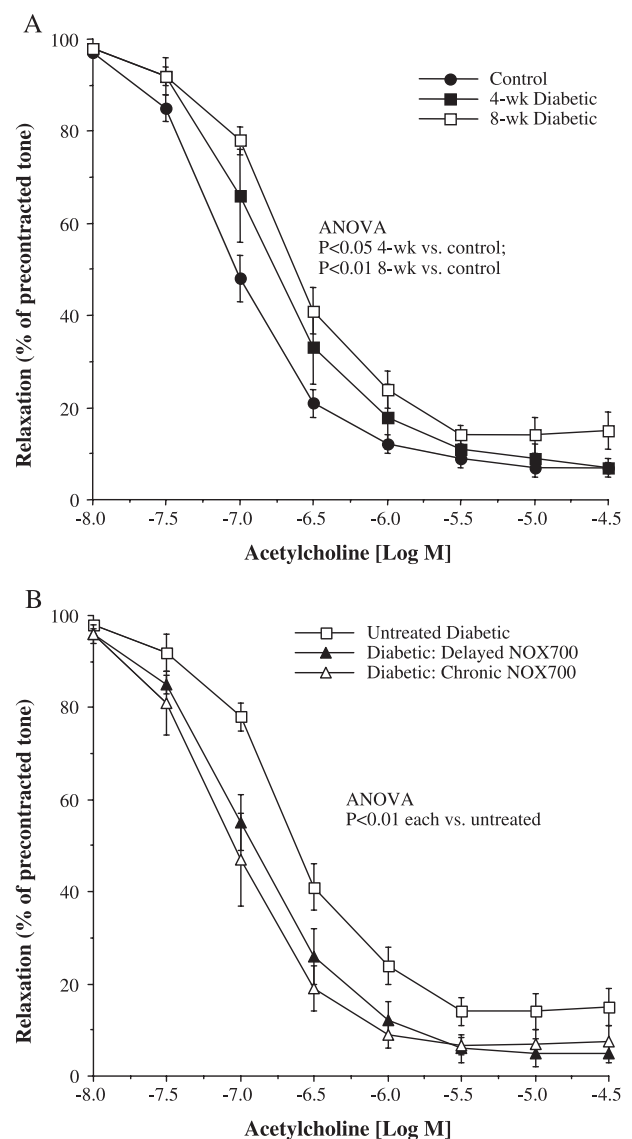 A
100
80
60
40
20
0
Relaxation (% of precontracted tone)
Control
4-wk Diabetic
8-wk Diabetic
ANOVA
P<0.05 4-wk vs. control;
P<0.01 8-wk vs. control
-8.0 -7.5 -7.0 -6.5 -6.0 -5.5 -5.0 -4.5
Acetylcholine [Log M]
B
100
80
60
40
20
0
Relaxation (% of precontracted tone)
Untreated Diabetic
Diabetic: Delayed NOX700
Diabetic: Chronic NOX700
ANOVA
P<0.01 each vs. untreated
-8.0 -7.5 -7.0 -6.5 -6.0 -5.5 -5.0 -4.5
Acetylcholine [Log M]